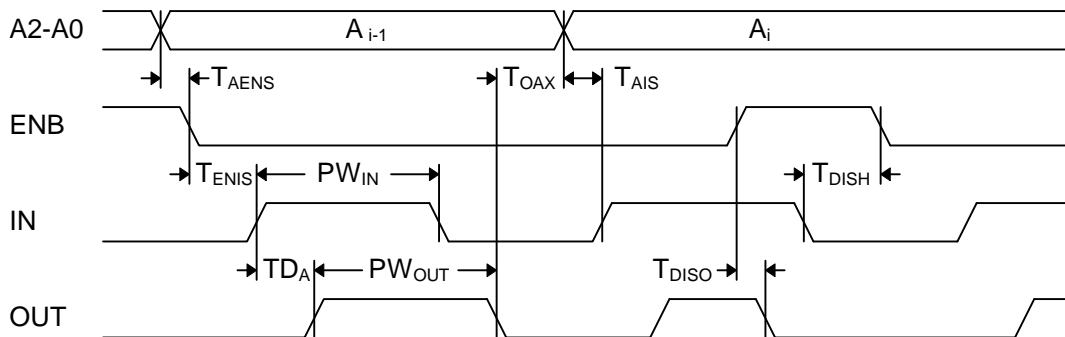 A2-A0 A i-1 Ai
TAENS TOAX TAIS
ENB
TENIS PWIN TDISH
IN
TDA PWOUT TDISO
OUT